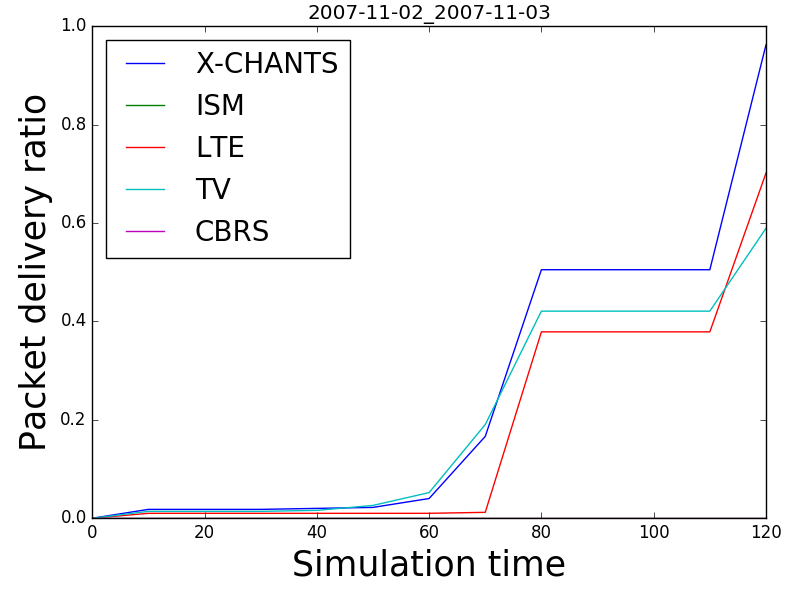 2007-11-02_2007-11-03
1.0
0.8
0.6
0.4
0.2
0.0
Packet delivery ratio
X-CHANTS
ISM
LTE
TV
CBRS
0 20 40 60 80 100 120
Simulation time